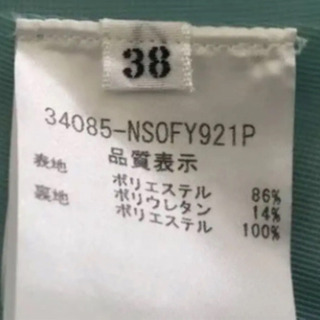 38
34085-NSOFY921P
品質表示
表地 ポリエステル 86%
ポリウレタン 14%
裏地 ポリエステル 100%